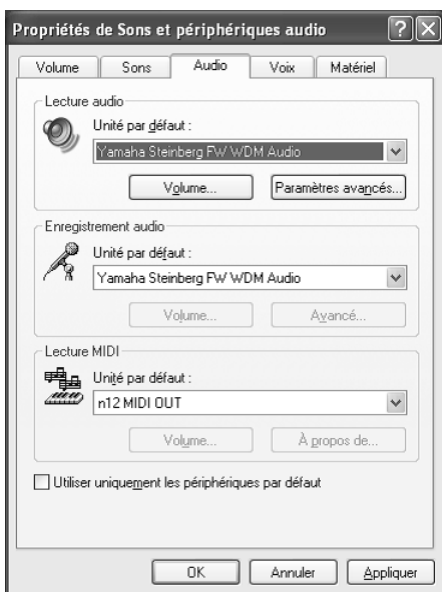 Propriétés de Sons et périphériques audio
Volume Sons Audio Voix Matériel
Lecture audio
Unité par défaut :
Yamaha Steinberg FW WDM Audio
Volume... Paramètres avancés...
Enregistrement audio
Unité par défaut :
Yamaha Steinberg FW WDM Audio
Volume... Avancé...
Lecture MIDI
Unité par défaut :
n12 MIDI OUT
Volume... À propos de...
Utiliser uniquement les périphériques par défaut
OK Annuler Appliquer